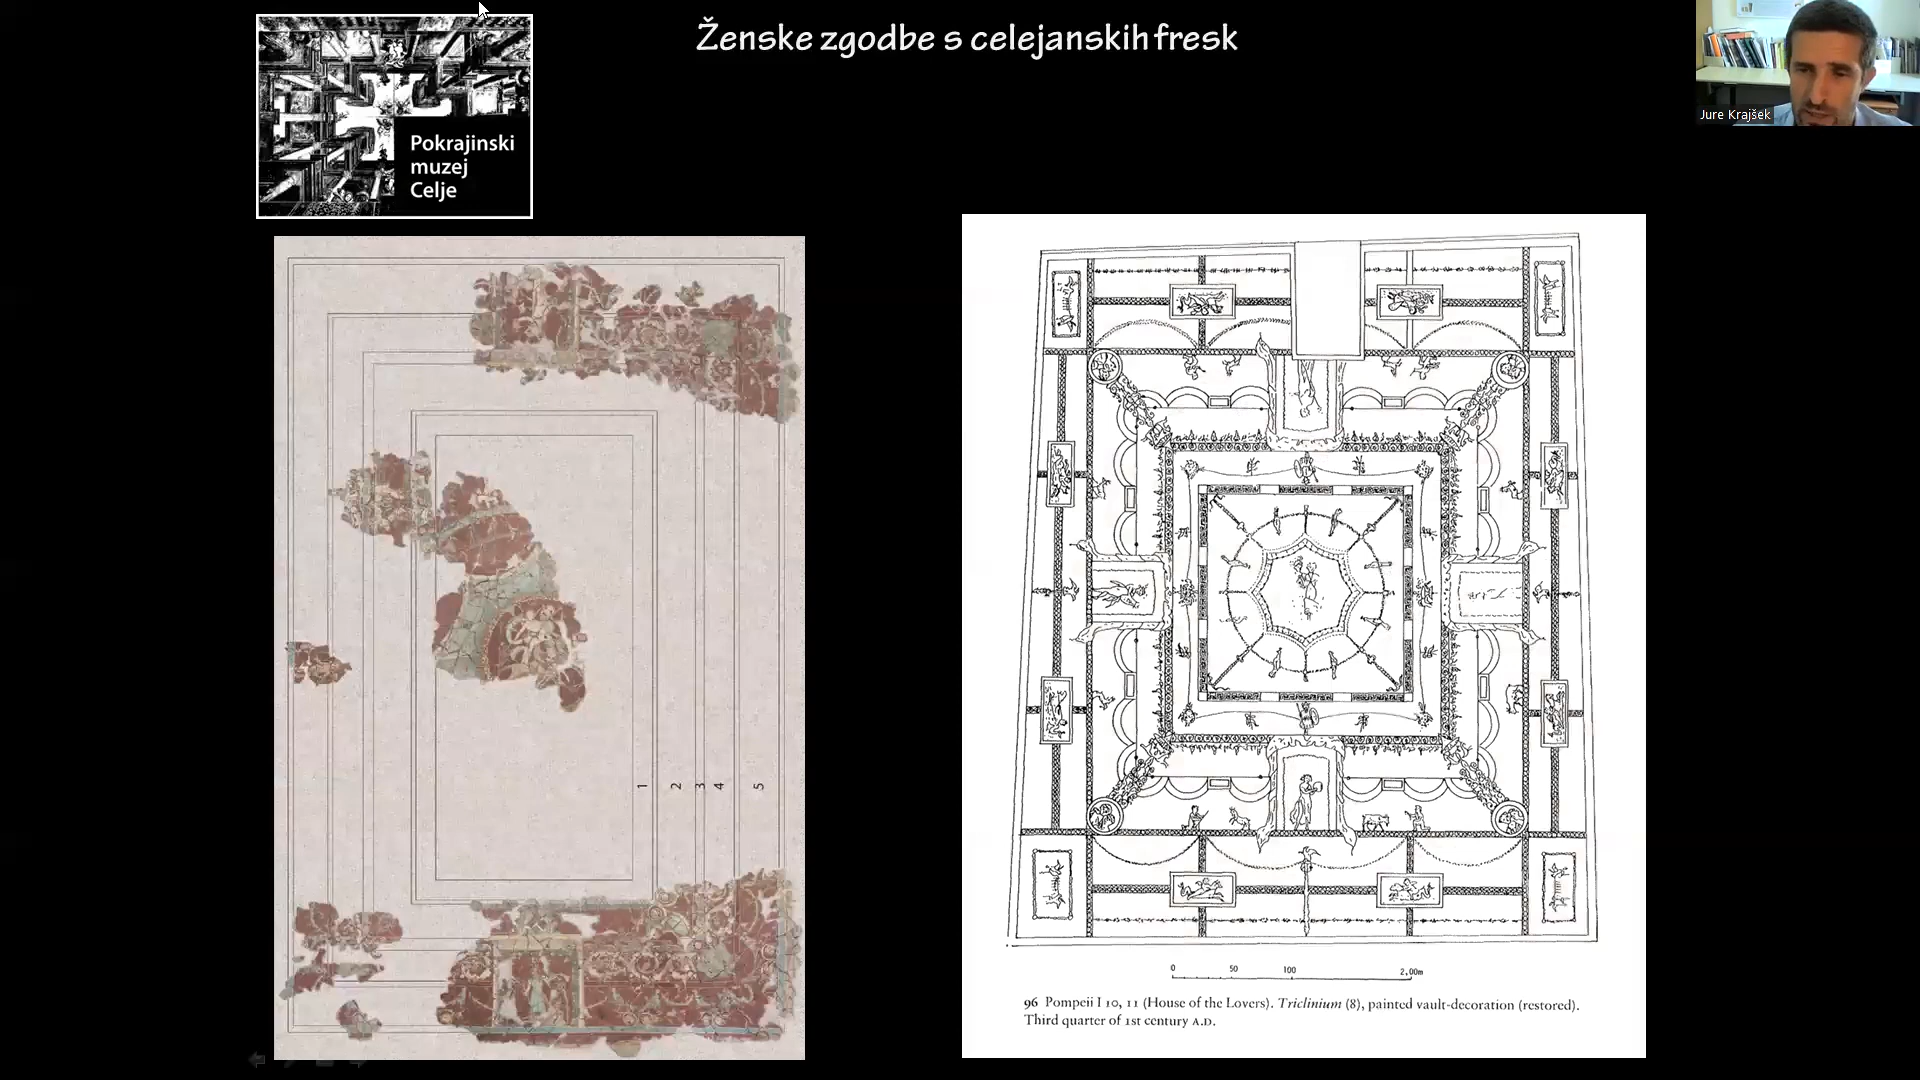 Ženske zgodbe s celejanskih fresk
Pokrajinski
muzej
Celje
Jure Krajšek
1 2 3 4 5
0 50 100 2,00m
96 Pompeii I 10, 11 (House of the Lovers). Triclinium (8), painted vault-decoration (restored).
Third quarter of 1st century A.D.